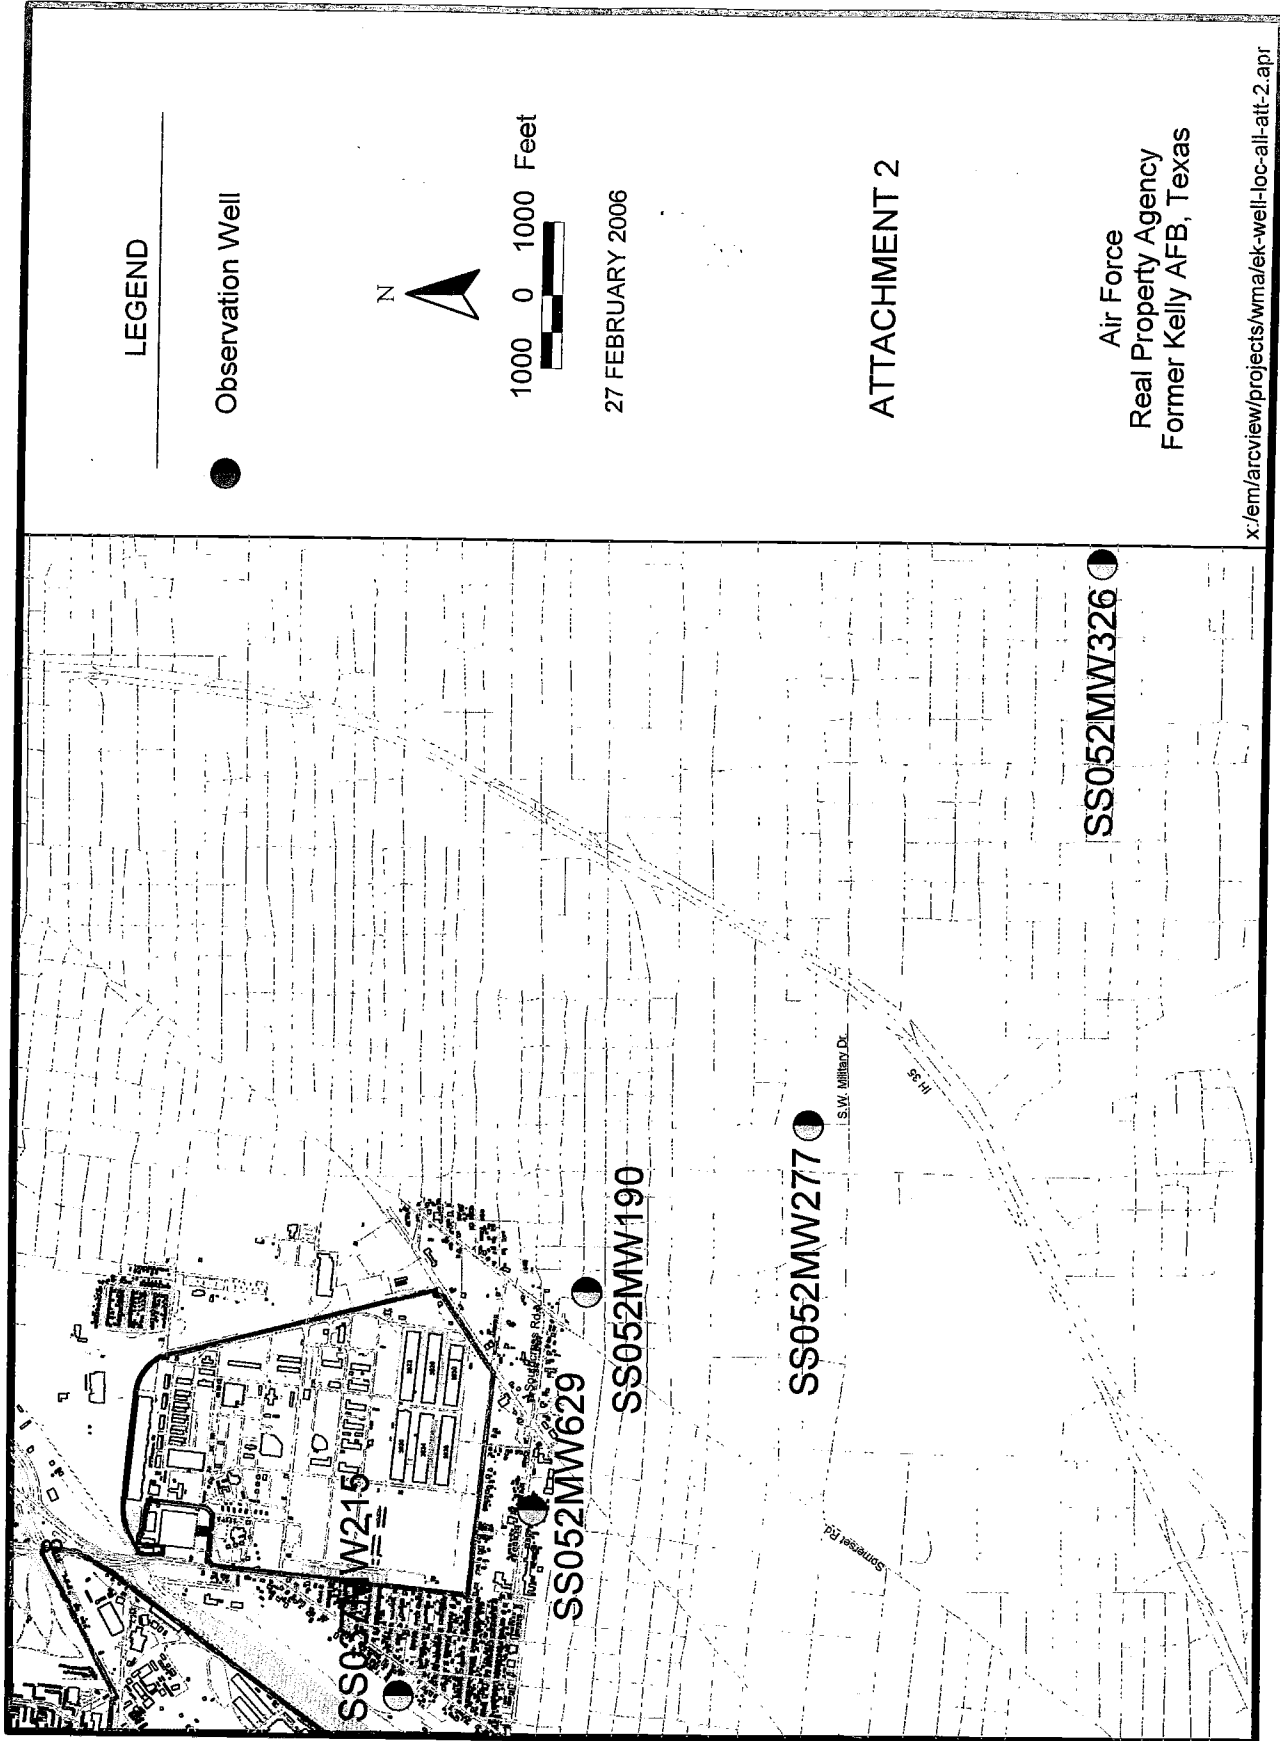 LEGEND
Observation Well
N
1000 0 1000 Feet
27 FEBRUARY 2006
ATTACHMENT 2
Air Force
Real Property Agency
Former Kelly AFB, Texas
x:/em/arcview/projects/wma/ek-well-loc-all-att-2.apr
W215
SS052MW629
SS052MW190
SS052MW277
SS052MW326
S.W. Military Dr.
IH 35
Somerset Rd.